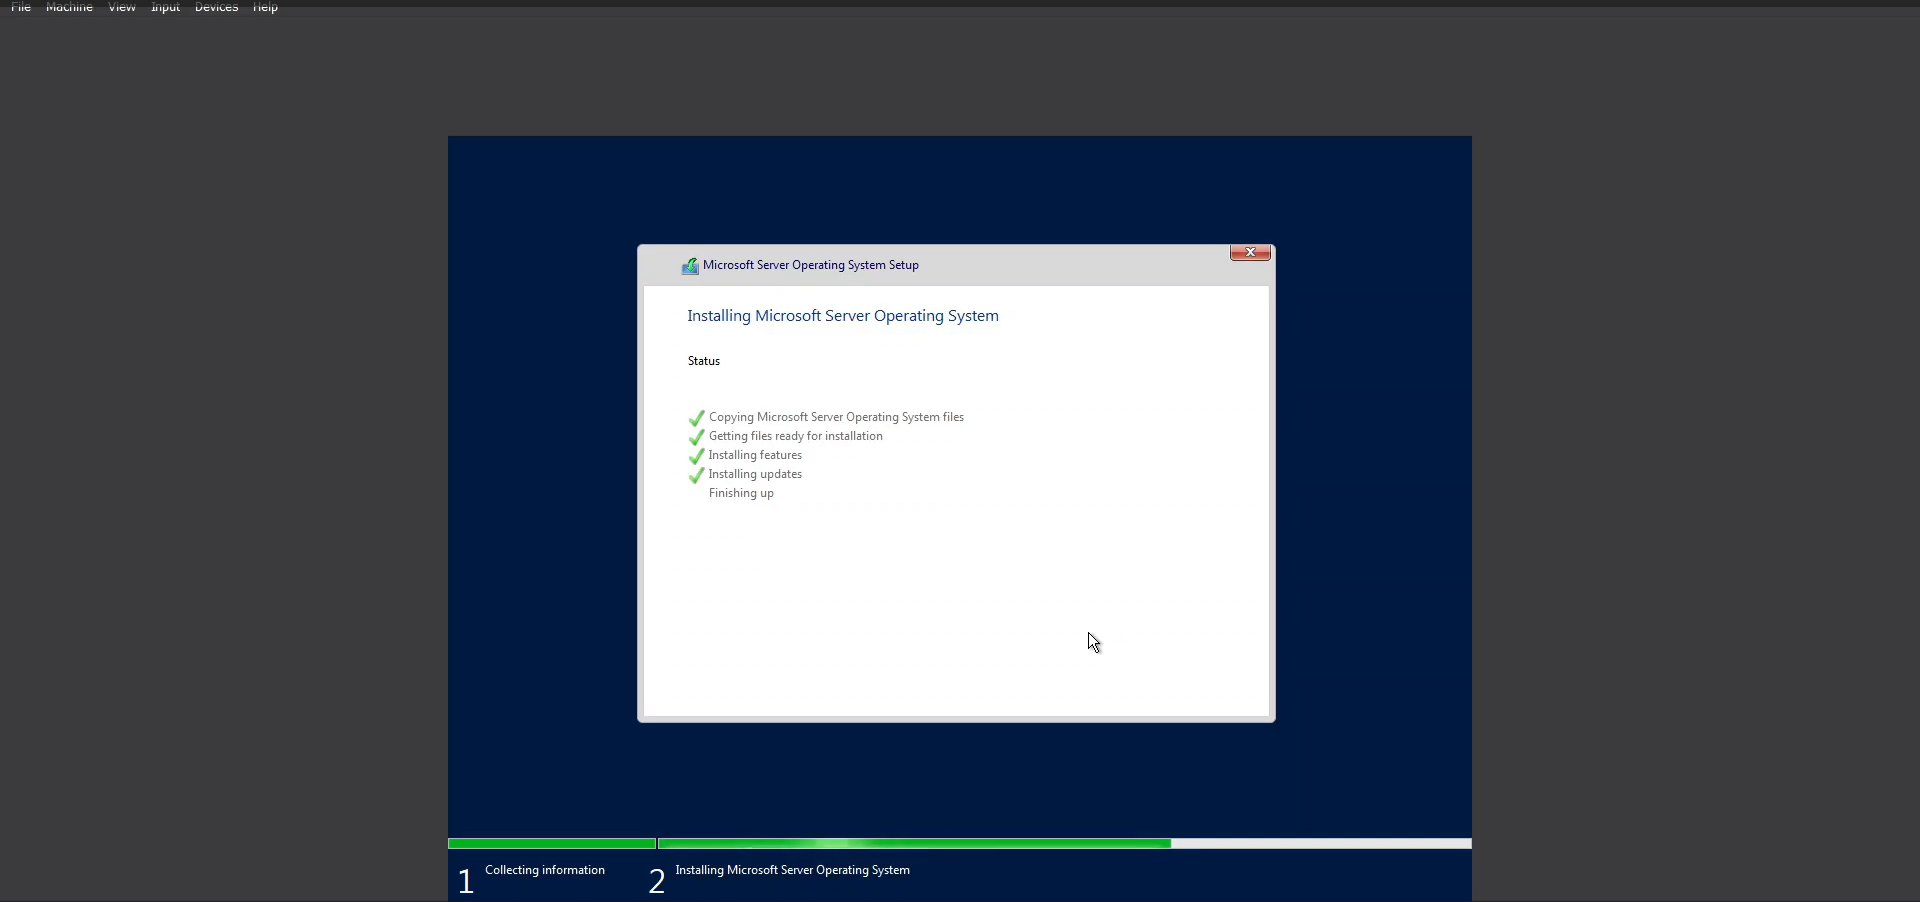 File Machine View Input Devices Help
Microsoft Server Operating System Setup
Installing Microsoft Server Operating System
Status
Copying Microsoft Server Operating System files
Getting files ready for installation
Installing features
Installing updates
Finishing up
1 Collecting information 2 Installing Microsoft Server Operating System